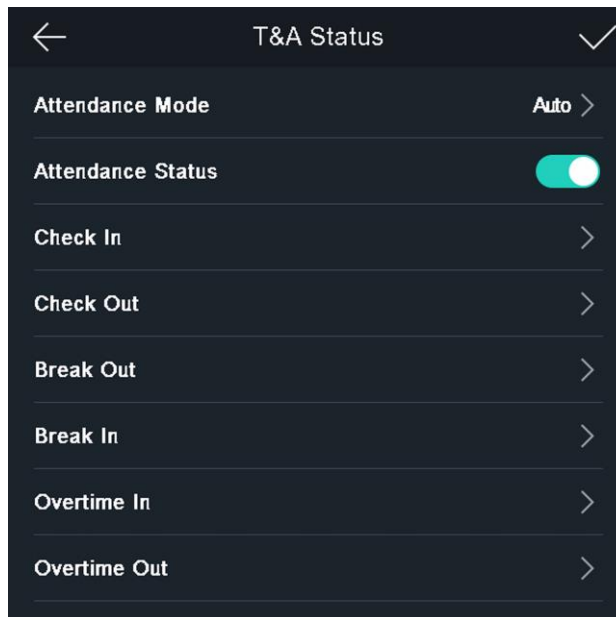 T&A Status
Attendance Mode Auto
Attendance Status
Check In
Check Out
Break Out
Break In
Overtime In
Overtime Out